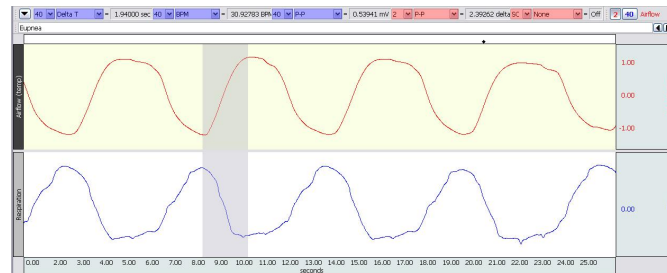 40 Delta T = 1.94000 sec 40 BPM = 30.92783 BPM 40 P-P = 0.53941 mV 2 P-P = 2.39262 delta SC None = Off 2 40 Airflow
Eupnea
Airflow (temp)
1.00
0.00
-1.00
Respiration
0.00
0.00 1.00 2.00 3.00 4.00 5.00 6.00 7.00 8.00 9.00 10.00 11.00 12.00 13.00 14.00 15.00 16.00 17.00 18.00 19.00 20.00 21.00 22.00 23.00 24.00 25.00
seconds